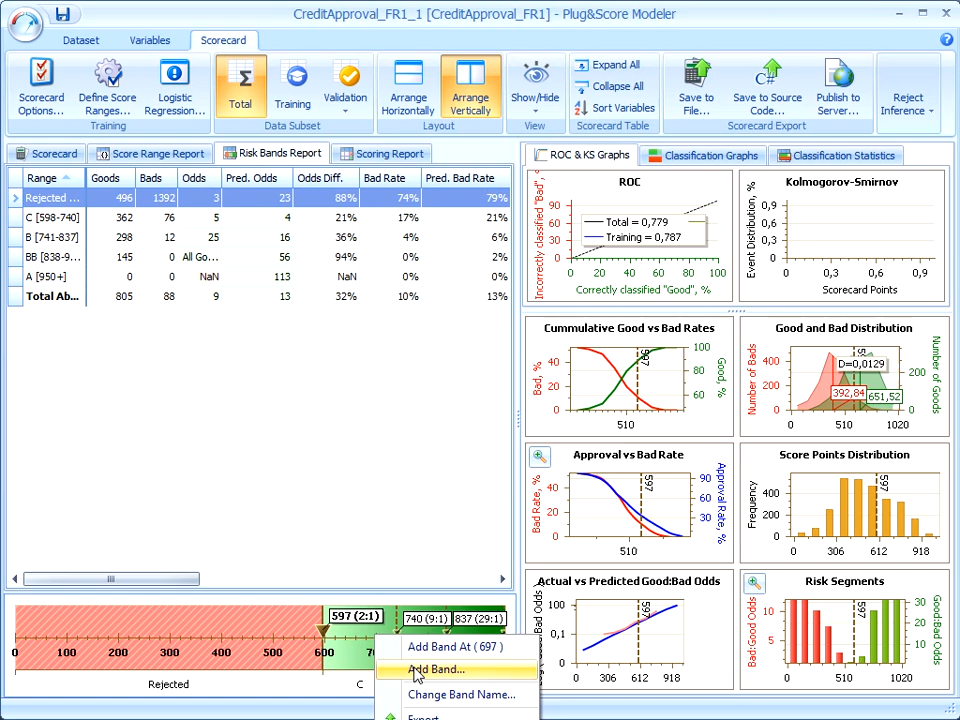 CreditApproval_FR1_1 [CreditApproval_FR1] - Plug&Score Modeler
Dataset Variables Scorecard
Scorecard Options... Define Score Ranges... Logistic Regression... Total Training Validation Arrange Horizontally Arrange Vertically Show/Hide Expand All Collapse All Sort Variables Save to File... Save to Source Code... Publish to Server... Reject Inference
Training Data Subset Layout View Scorecard Table Scorecard Export
Scorecard Score Range Report Risk Bands Report Scoring Report
Range Goods Bads Odds Pred. Odds Odds Diff. Bad Rate Pred. Bad Rate
Rejected ... 496 1392 3 23 88% 74% 79%
C [598-740] 362 76 5 4 21% 17% 21%
B [741-837] 298 12 25 16 36% 4% 6%
BB [838-9... 145 0 All Go... 56 94% 0% 2%
A [950+] 0 0 NaN 113 NaN 0% 0%
Total Ab... 805 88 9 13 32% 10% 13%
597 (2:1) 740 (9:1) 837 (29:1)
0 100 200 300 400 500 600
Rejected C
Add Band At ( 697 )
Add Band...
Change Band Name...
Export
ROC & KS Graphs Classification Graphs Classification Statistics
ROC
Incorrectly classified "Bad", %
90
60
30
0
Total = 0,779
Training = 0,787
0 20 40 60 80 100
Correctly classified "Good", %
Kolmogorov-Smirnov
Event Distribution, %
0,9
0,6
0,3
0
0 0,3 0,6 0,9
Scorecard Points
Cummulative Good vs Bad Rates
Bad, %
40
20
0
597
100
80
60
Good, %
510
Good and Bad Distribution
Number of Bads
400
200
0
D=0,0129
392,84
651,52
200
0
Number of Goods
0 510 1020
Approval vs Bad Rate
Bad Rate, %
40
20
0
597
90
60
30
Approval Rate, %
510
Score Points Distribution
Frequency
400
200
0
597
0 306 612 918
Actual vs Predicted Good:Bad Odds
100
0,1
597
0 306 612 918
Risk Segments
Bad:Good Odds
10
5
597
30
20
10
Good:Bad Odds
0 306 612 918